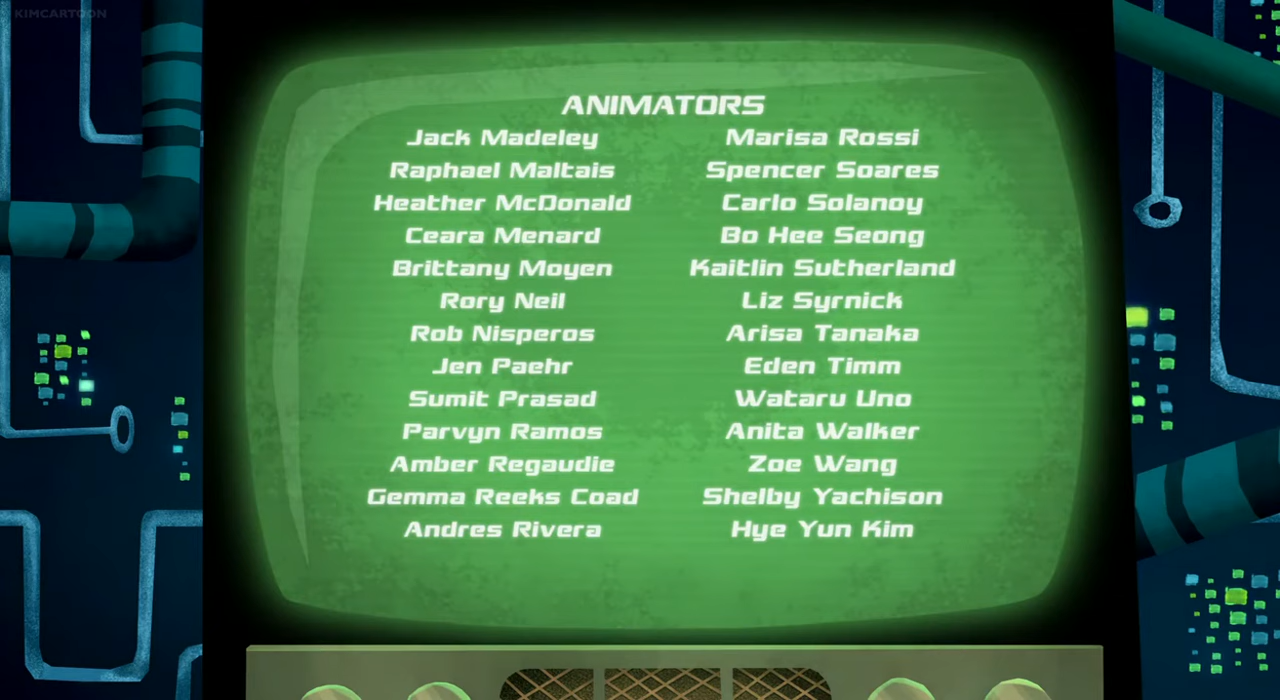 KIMCARTOON
ANIMATORS
Jack Madeley
Raphael Maltais
Heather McDonald
Ceara Menard
Brittany Moyen
Rory Neil
Rob Nisperos
Jen Paehr
Sumit Prasad
Parvyn Ramos
Amber Regaudie
Gemma Reeks Coad
Andres Rivera
Marisa Rossi
Spencer Soares
Carlo Solanoy
Bo Hee Seong
Kaitlin Sutherland
Liz Syrnick
Arisa Tanaka
Eden Timm
Wataru Uno
Anita Walker
Zoe Wang
Shelby Yachison
Hye Yun Kim